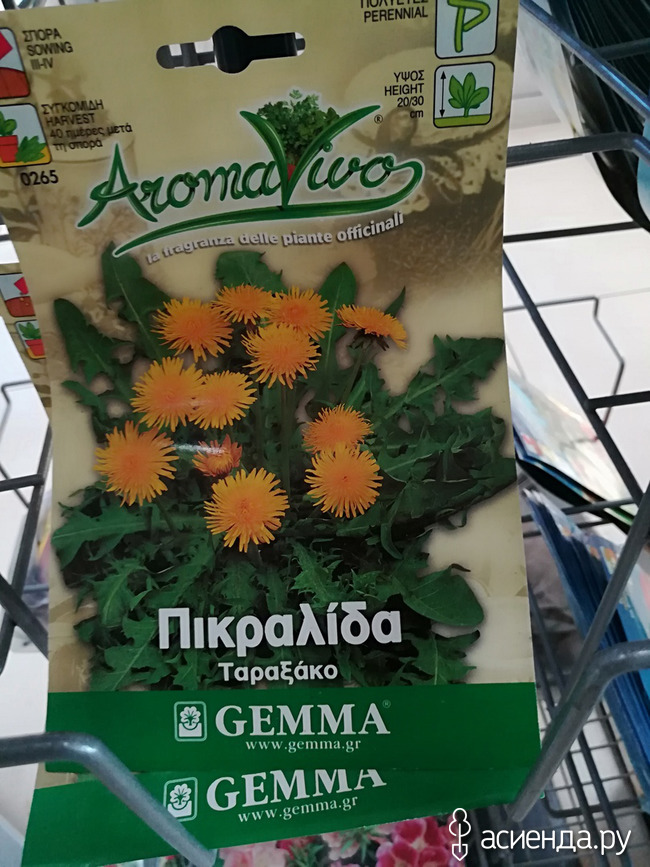 ΣΠΟΡΑ
SOWING
III-IV
ΣΥΓΚΟΜΙΔΗ
HARVEST
40 ημέρες μετά
τη σπορά
0265
ΠΟΛΥΕΤΕΣ
PERENNIAL
P
ΥΨΟΣ
HEIGHT
20/30
cm
AromaVivo®
la fragranza delle piante officinali
Πικραλίδα
Ταραξάκο
GEMMA®
www.gemma.gr
GEMMA
www.gemma.gr
асиенда.ру